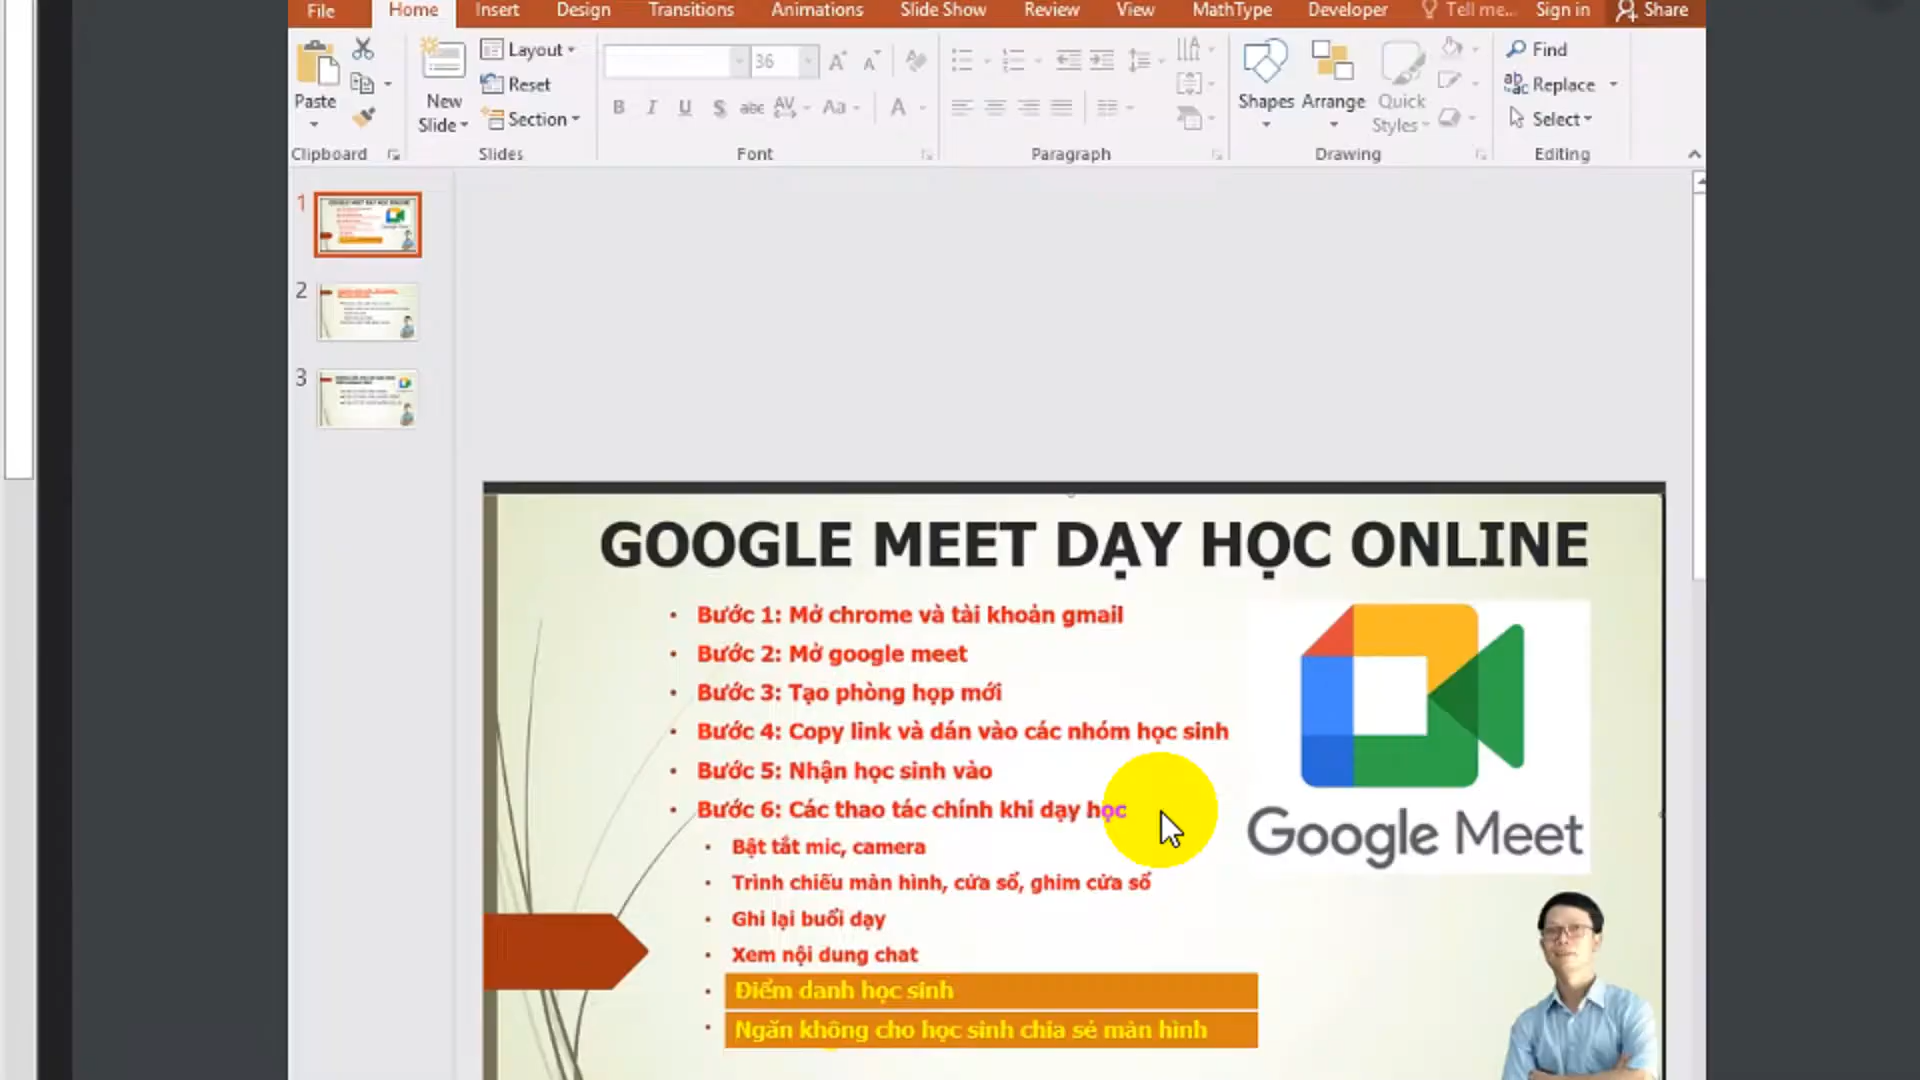 File Home Insert Design Transitions Animations Slide Show Review View MathType Developer Tell me... Sign in Share
Paste
Clipboard
New Slide
Layout
Reset
Section
Slides
36
B I U S abc AV Aa A
Font
Paragraph
Shapes Arrange Quick Styles
Drawing
Find
Replace
Select
Editing
1
2
3
GOOGLE MEET DẠY HỌC ONLINE
• Bước 1: Mở chrome và tài khoản gmail
• Bước 2: Mở google meet
• Bước 3: Tạo phòng họp mới
• Bước 4: Copy link và dán vào các nhóm học sinh
• Bước 5: Nhận học sinh vào
• Bước 6: Các thao tác chính khi dạy học
• Bật tắt mic, camera
• Trình chiếu màn hình, cửa sổ, ghim cửa sổ
• Ghi lại buổi dạy
• Xem nội dung chat
• Điểm danh học sinh
• Ngăn không cho học sinh chia sẻ màn hình
Google Meet